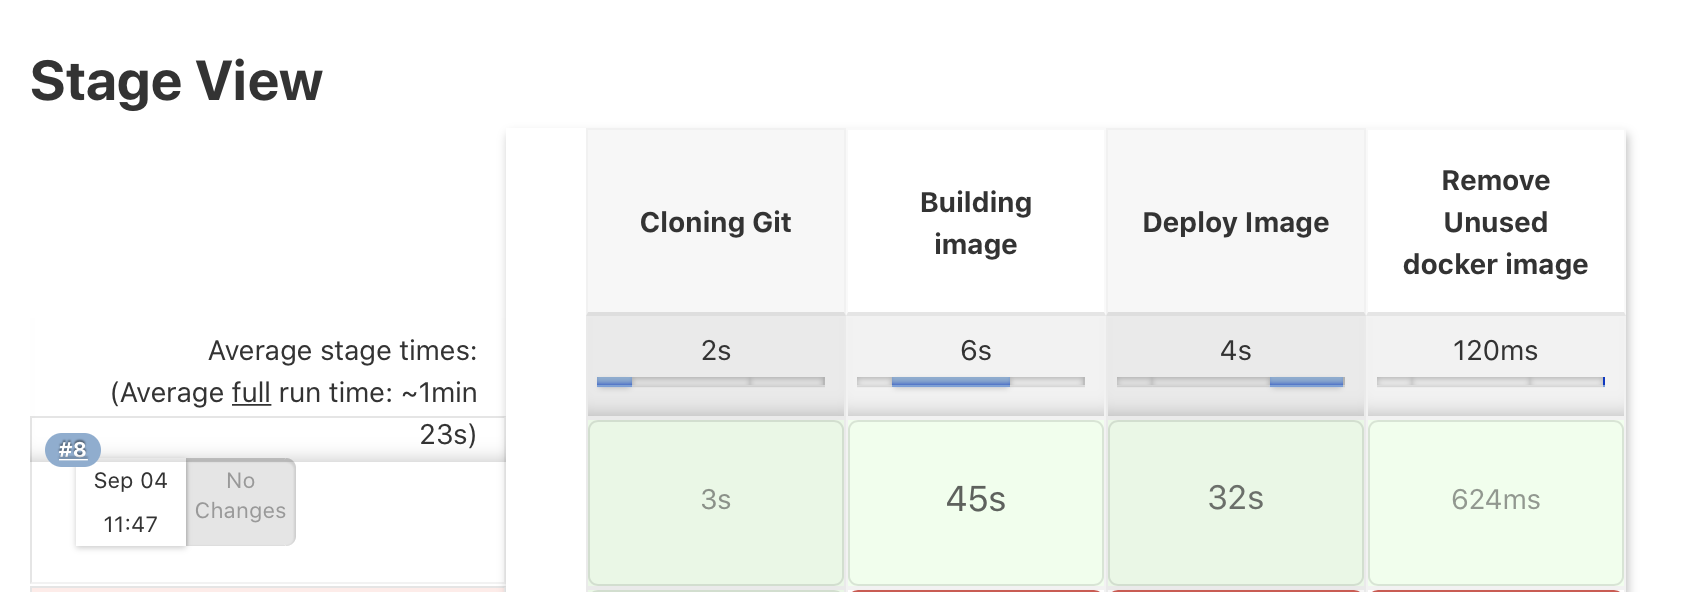 Stage View
Cloning Git
Building
image
Deploy Image
Remove
Unused
docker image
Average stage times:
(Average full run time: ~1min
23s)
2s
6s
4s
120ms
#8
Sep 04
11:47
No
Changes
3s
45s
32s
624ms